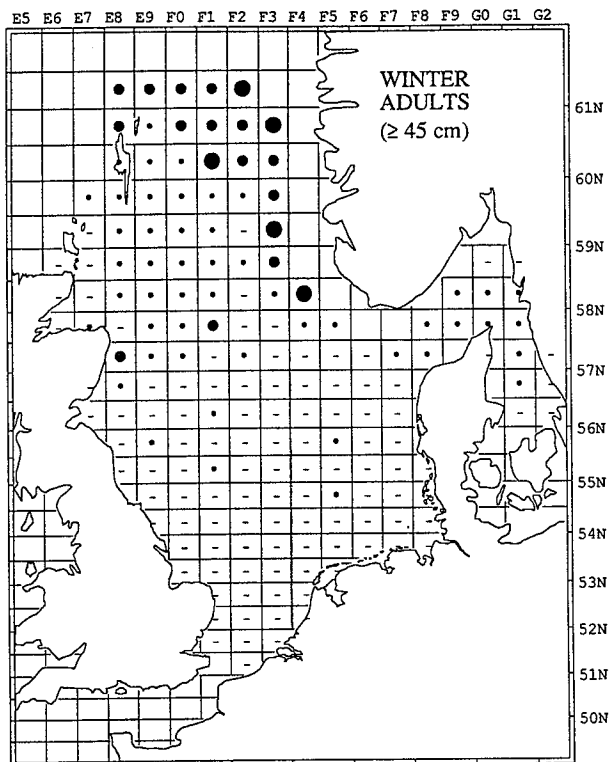 E5 E6 E7 E8 E9 F0 F1 F2 F3 F4 F5 F6 F7 F8 F9 G0 G1 G2
WINTER
ADULTS
(≥ 45 cm)
61N
60N
59N
58N
57N
56N
55N
54N
53N
52N
51N
50N